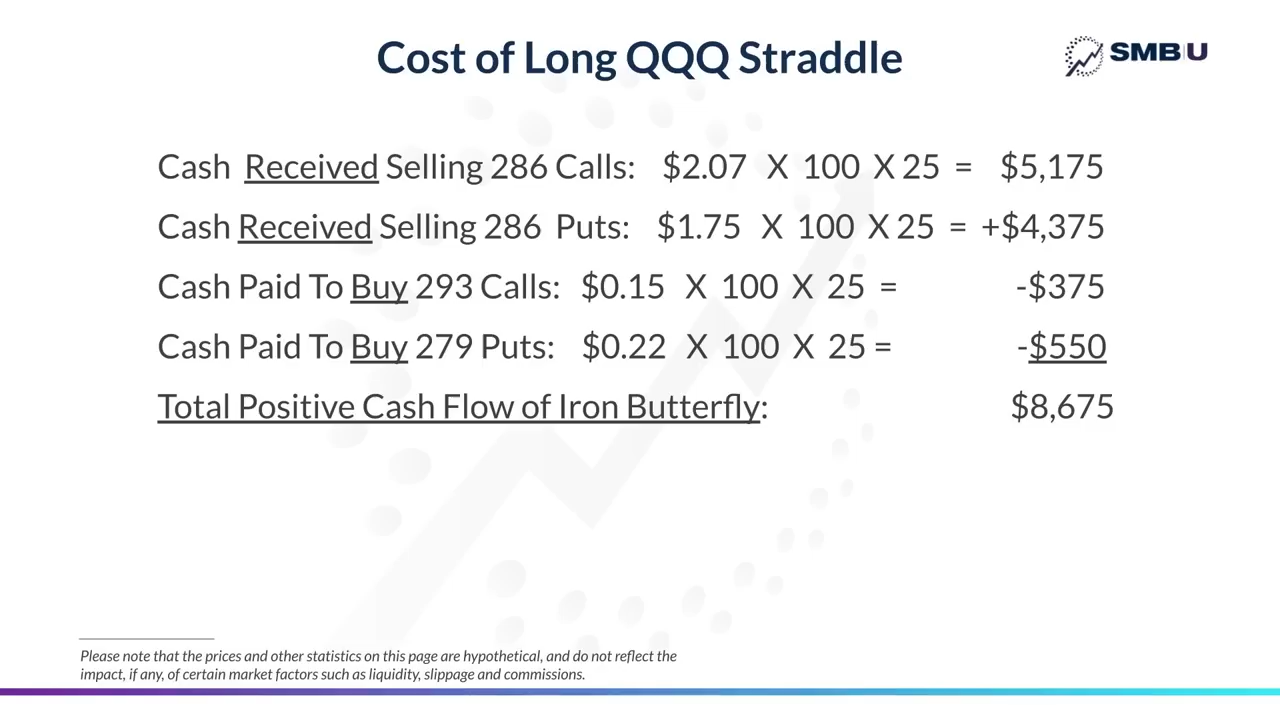 Cost of Long QQQ Straddle
SMB U
Cash Received Selling 286 Calls: $2.07 X 100 X 25 = $5,175
Cash Received Selling 286 Puts: $1.75 X 100 X 25 = +$4,375
Cash Paid To Buy 293 Calls: $0.15 X 100 X 25 = -$375
Cash Paid To Buy 279 Puts: $0.22 X 100 X 25 = -$550
Total Positive Cash Flow of Iron Butterfly: $8,675
Please note that the prices and other statistics on this page are hypothetical, and do not reflect the
impact, if any, of certain market factors such as liquidity, slippage and commissions.